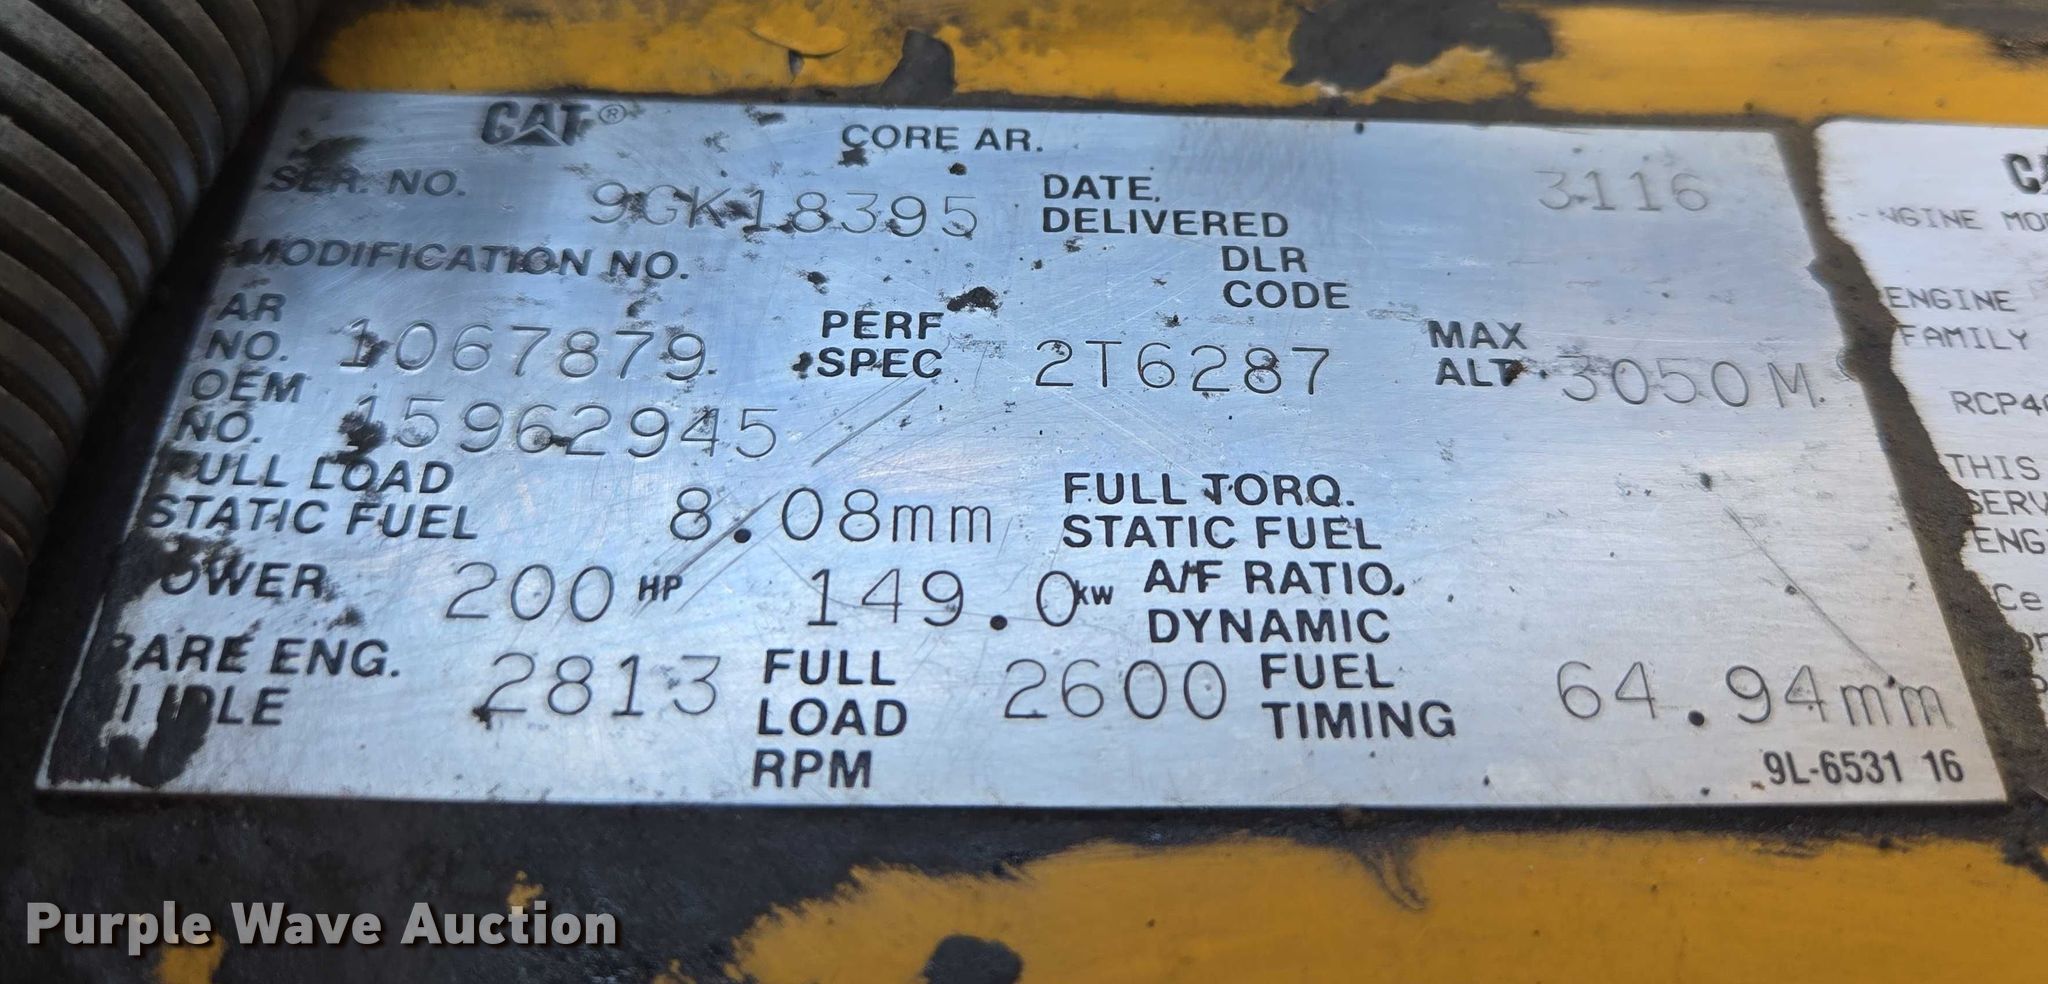 CAT®
CORE AR.
SER. NO. 9GK18395 DATE, DELIVERED 3116
MODIFICATION NO. DLR CODE
AR NO. 1067879 PERF SPEC 2T6287 MAX ALT. 3050M
OEM NO. 15962945
FULL LOAD STATIC FUEL 8.08mm FULL TORQ. STATIC FUEL
POWER 200 HP 149.0 kW A/F RATIO, DYNAMIC
BARE ENG. HI IDLE 2813 FULL LOAD RPM 2600 FUEL TIMING 64.94mm
9L-6531 16
ENGINE
ENGINE
FAMILY
THIS
Purple Wave Auction